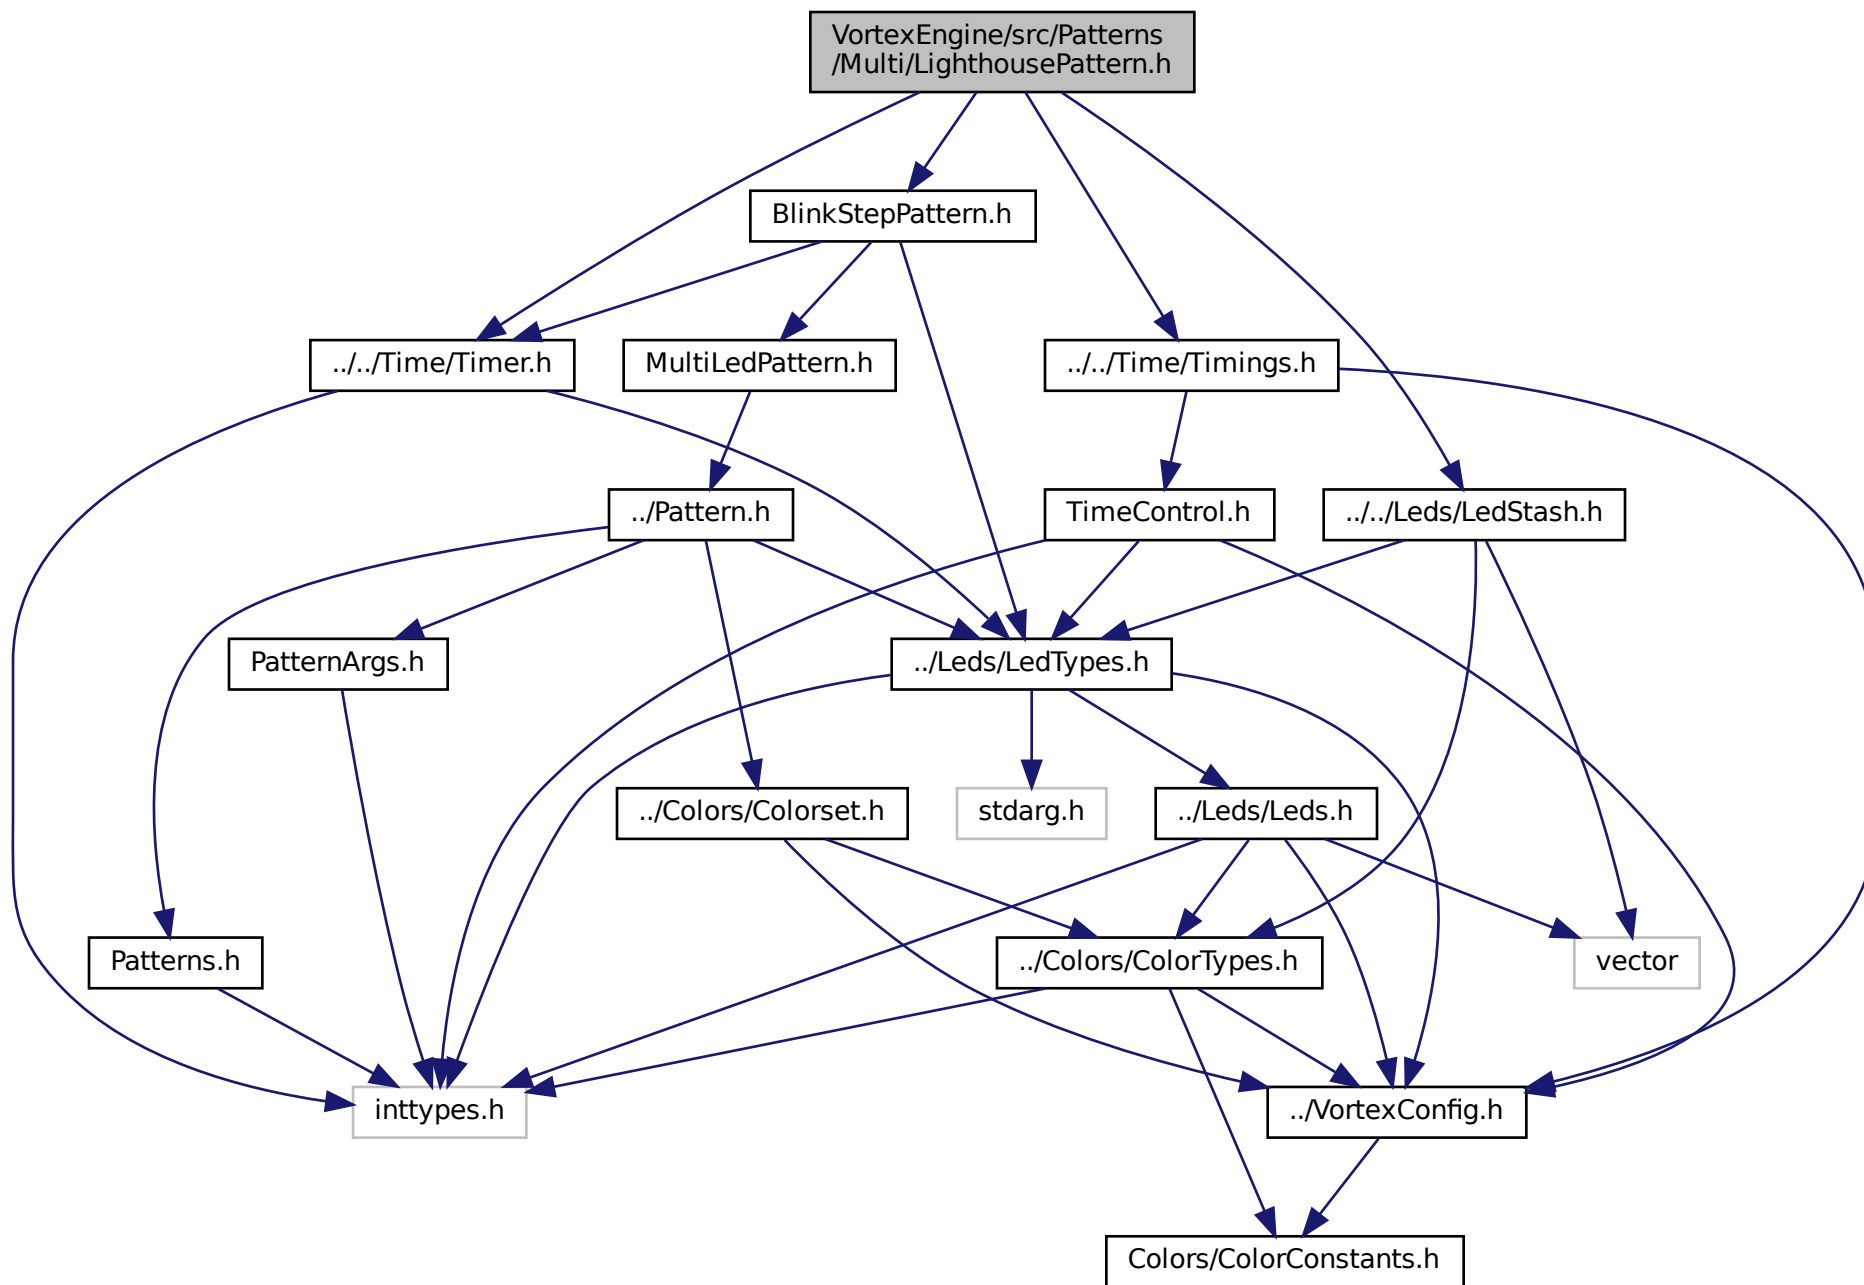 VortexEngine/src/Patterns
/Multi/LighthousePattern.h
BlinkStepPattern.h
../../Time/Timer.h
MultiLedPattern.h
../../Time/Timings.h
../Pattern.h
TimeControl.h
../../Leds/LedStash.h
PatternArgs.h
../Leds/LedTypes.h
../Colors/Colorset.h
stdarg.h
../Leds/Leds.h
Patterns.h
../Colors/ColorTypes.h
vector
inttypes.h
../VortexConfig.h
Colors/ColorConstants.h